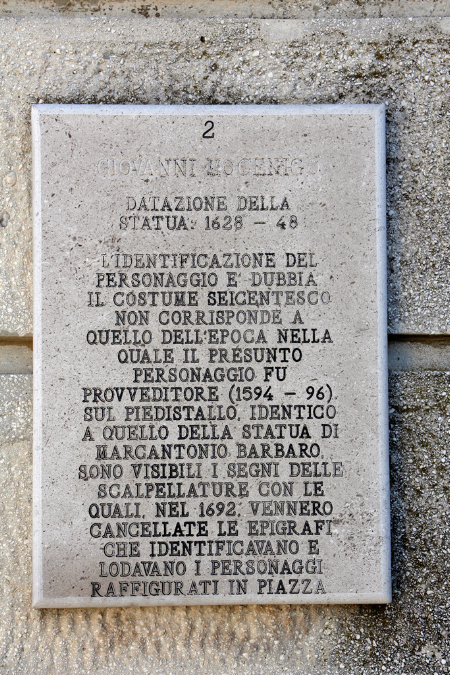 2
GIOVANNI MOCENIGO
DATAZIONE DELLA
STATUA: 1628 - 48
L'IDENTIFICAZIONE DEL
PERSONAGGIO E' DUBBIA
IL COSTUME SEICENTESCO
NON CORRISPONDE A
QUELLO DELL'EPOCA NELLA
QUALE IL PRESUNTO
PERSONAGGIO FU
PROVVEDITORE (1594 - 96).
SUL PIEDISTALLO, IDENTICO
A QUELLO DELLA STATUA DI
MARCANTONIO BARBARO,
SONO VISIBILI I SEGNI DELLE
SCALPELLATURE CON LE
QUALI, NEL 1692, VENNERO
CANCELLATE LE EPIGRAFI
CHE IDENTIFICAVANO E
LODAVANO I PERSONAGGI
RAFFIGURATI IN PIAZZA